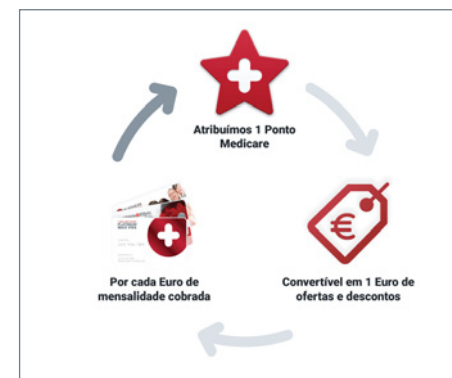 Atribuímos 1 Ponto
Medicare
Por cada Euro de
mensalidade cobrada
Convertível em 1 Euro de
ofertas e descontos
€